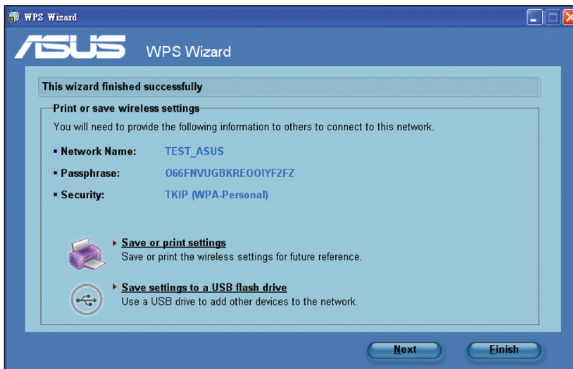 WPS Wizard
ASUS WPS Wizard
This wizard finished successfully
Print or save wireless settings
You will need to provide the following information to others to connect to this network.
▪ Network Name: TEST_ASUS
▪ Passphrase: O66FNVUGBKREOOIYF2FZ
▪ Security: TKIP (WPA-Personal)
Save or print settings
Save or print the wireless settings for future reference.
Save settings to a USB flash drive
Use a USB drive to add other devices to the network.
Next Einish